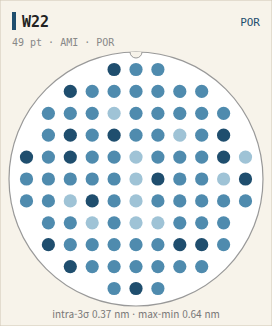 W22
POR
49 pt · AMI · POR
intra-3σ 0.37 nm · max-min 0.64 nm